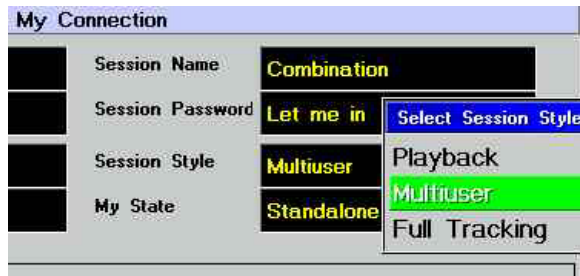 My Connection
Session Name Combination
Session Password Let me in
Select Session Style
Session Style Multiuser
Playback
Multiuser
My State Standalone
Full Tracking